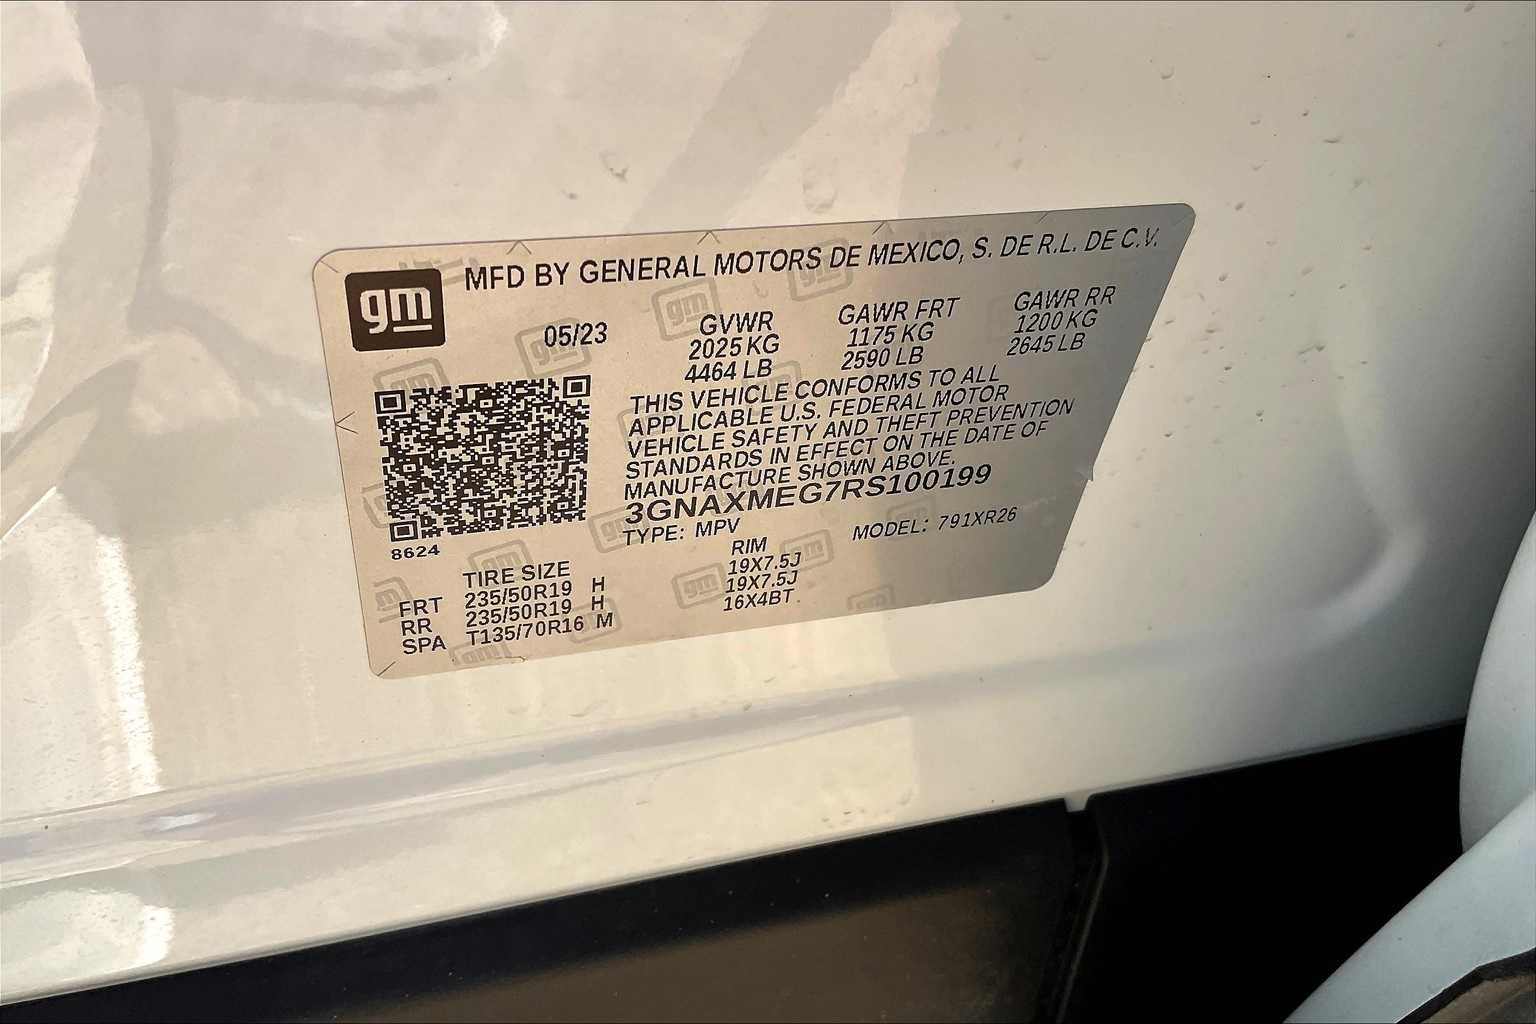 gm MFD BY GENERAL MOTORS DE MEXICO, S. DE R.L. DE C.V.
05/23 GVWR GAWR FRT GAWR RR
2025 KG 1175 KG 1200 KG
4464 LB 2590 LB 2645 LB
THIS VEHICLE CONFORMS TO ALL
APPLICABLE U.S. FEDERAL MOTOR
VEHICLE SAFETY AND THEFT PREVENTION
STANDARDS IN EFFECT ON THE DATE OF
MANUFACTURE SHOWN ABOVE.
3GNAXMEG7RS100199
TYPE: MPV MODEL: 791XR26
8624
TIRE SIZE RIM
FRT 235/50R19 H 19X7.5J
RR 235/50R19 H 19X7.5J
SPA T135/70R16 M 16X4BT